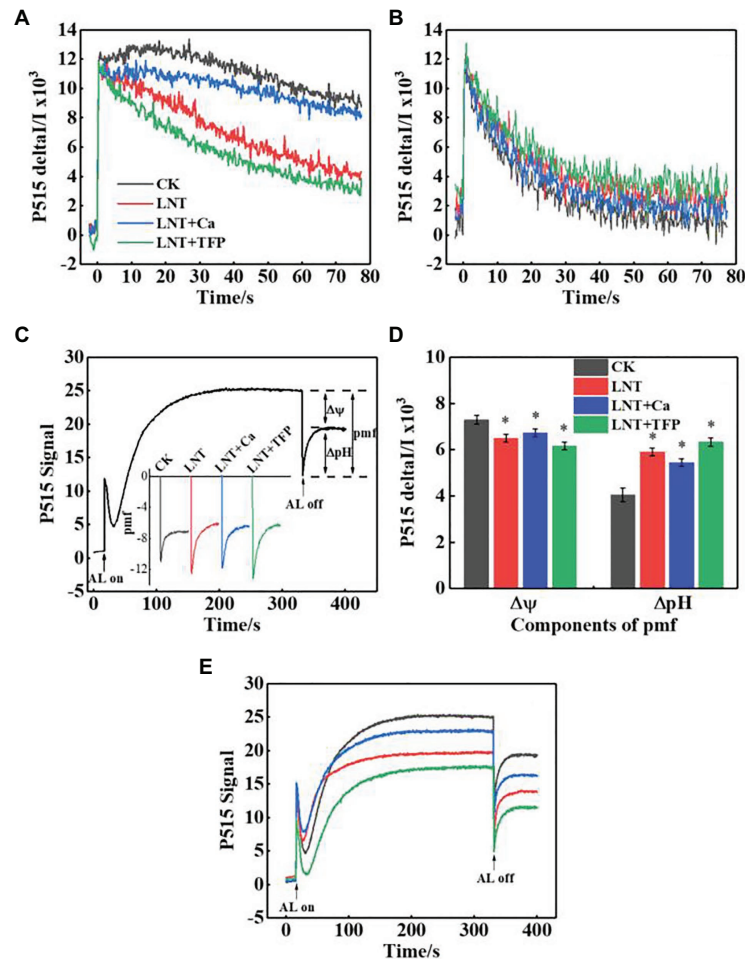 A
P515 deltaI/I x10³
14
12
10
8
6
4
2
0
-2
CK
LNT
LNT+Ca
LNT+TFP
0 10 20 30 40 50 60 70 80
Time/s
B
P515 deltaI/I x10³
14
12
10
8
6
4
2
0
-2
0 10 20 30 40 50 60 70 80
Time/s
C
P515 Signal
30
25
20
15
10
5
0
-5
AL on
pmf
0
-4
-8
-12
CK
LNT
LNT+Ca
LNT+TFP
Δψ
ΔpH
pmf
AL off
0 100 200 300 400
Time/s
D
P515 deltaI/I x10³
10
8
6
4
2
0
CK
LNT
LNT+Ca
LNT+TFP
* * *
* * *
Δψ ΔpH
Components of pmf
E
P515 Signal
30
25
20
15
10
5
0
-5
AL on
AL off
0 100 200 300 400
Time/s